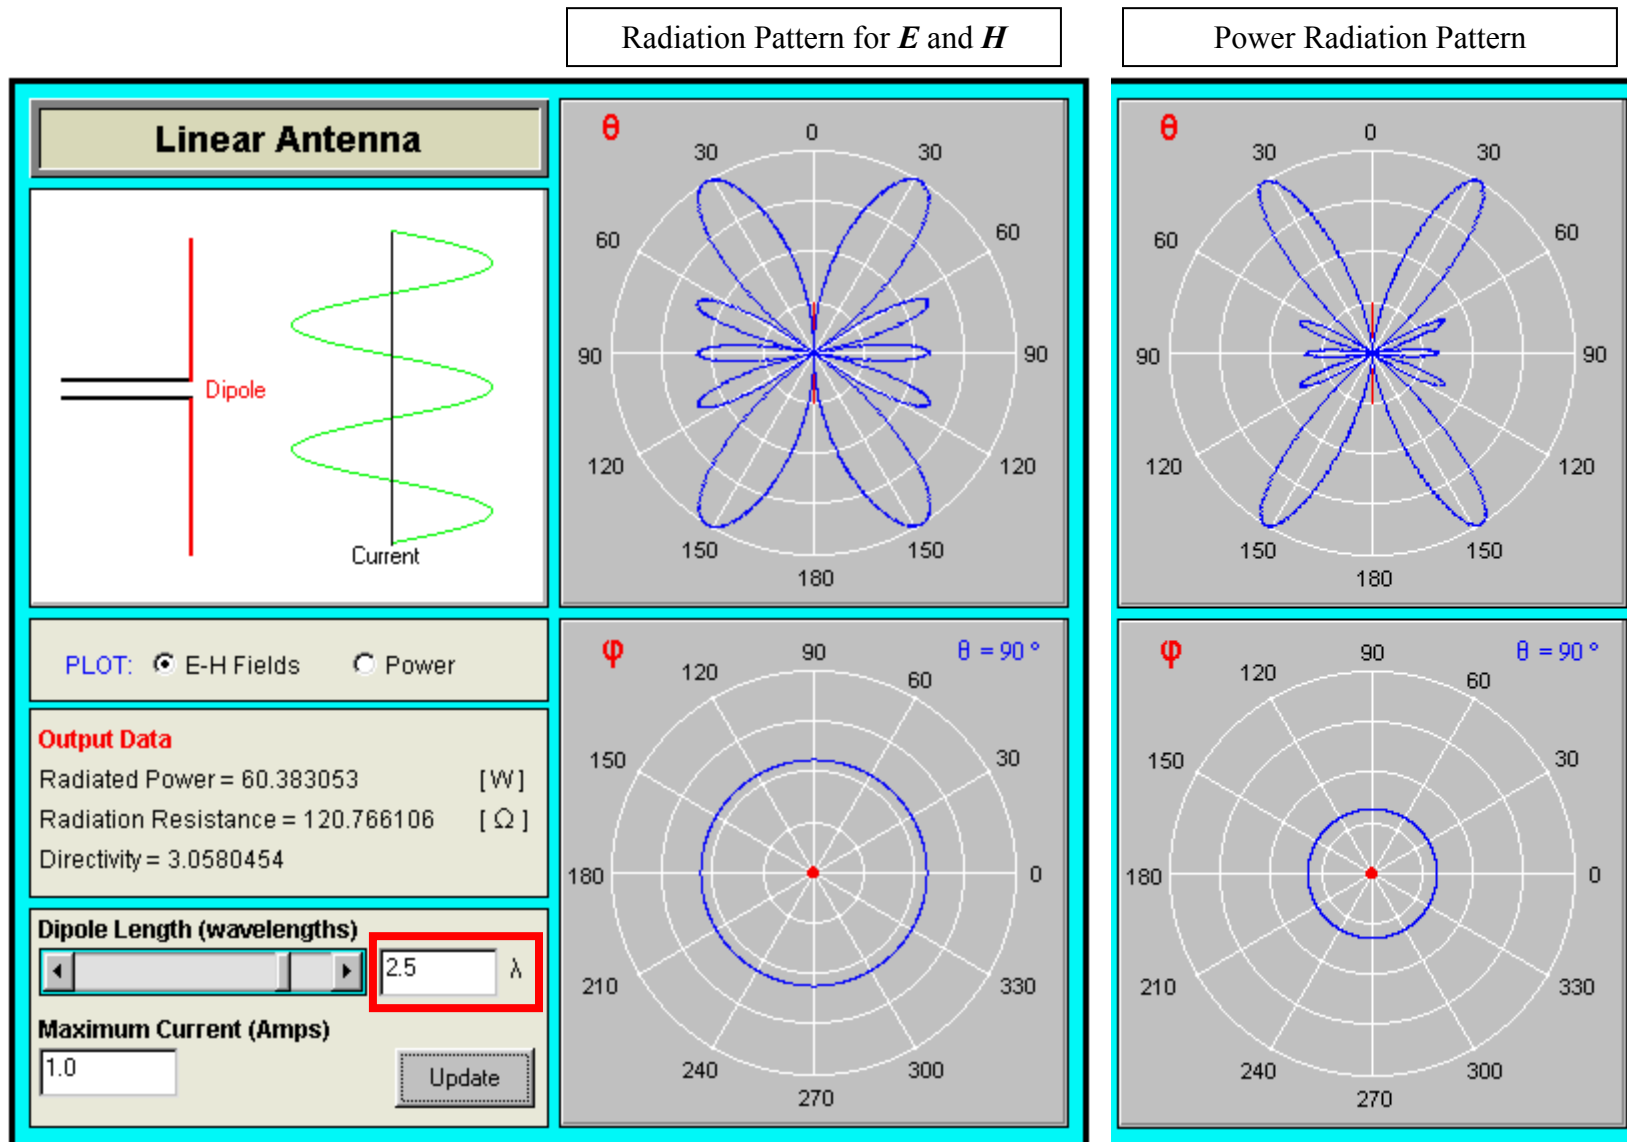 Radiation Pattern for E and H
Power Radiation Pattern
Linear Antenna
Dipole
Current
PLOT: E-H Fields Power
Output Data
Radiated Power = 60.383053 [W]
Radiation Resistance = 120.766106 [Ω]
Directivity = 3.0580454
Dipole Length (wavelengths)
2.5 λ
Maximum Current (Amps)
1.0
Update
θ
0
30 30
60 60
90 90
120 120
150 150
180
φ
θ = 90 º
90
120 60
150 30
180 0
210 330
240 300
270
θ
0
30 30
60 60
90 90
120 120
150 150
180
φ
θ = 90 º
90
120 60
150 30
180 0
210 330
240 300
270